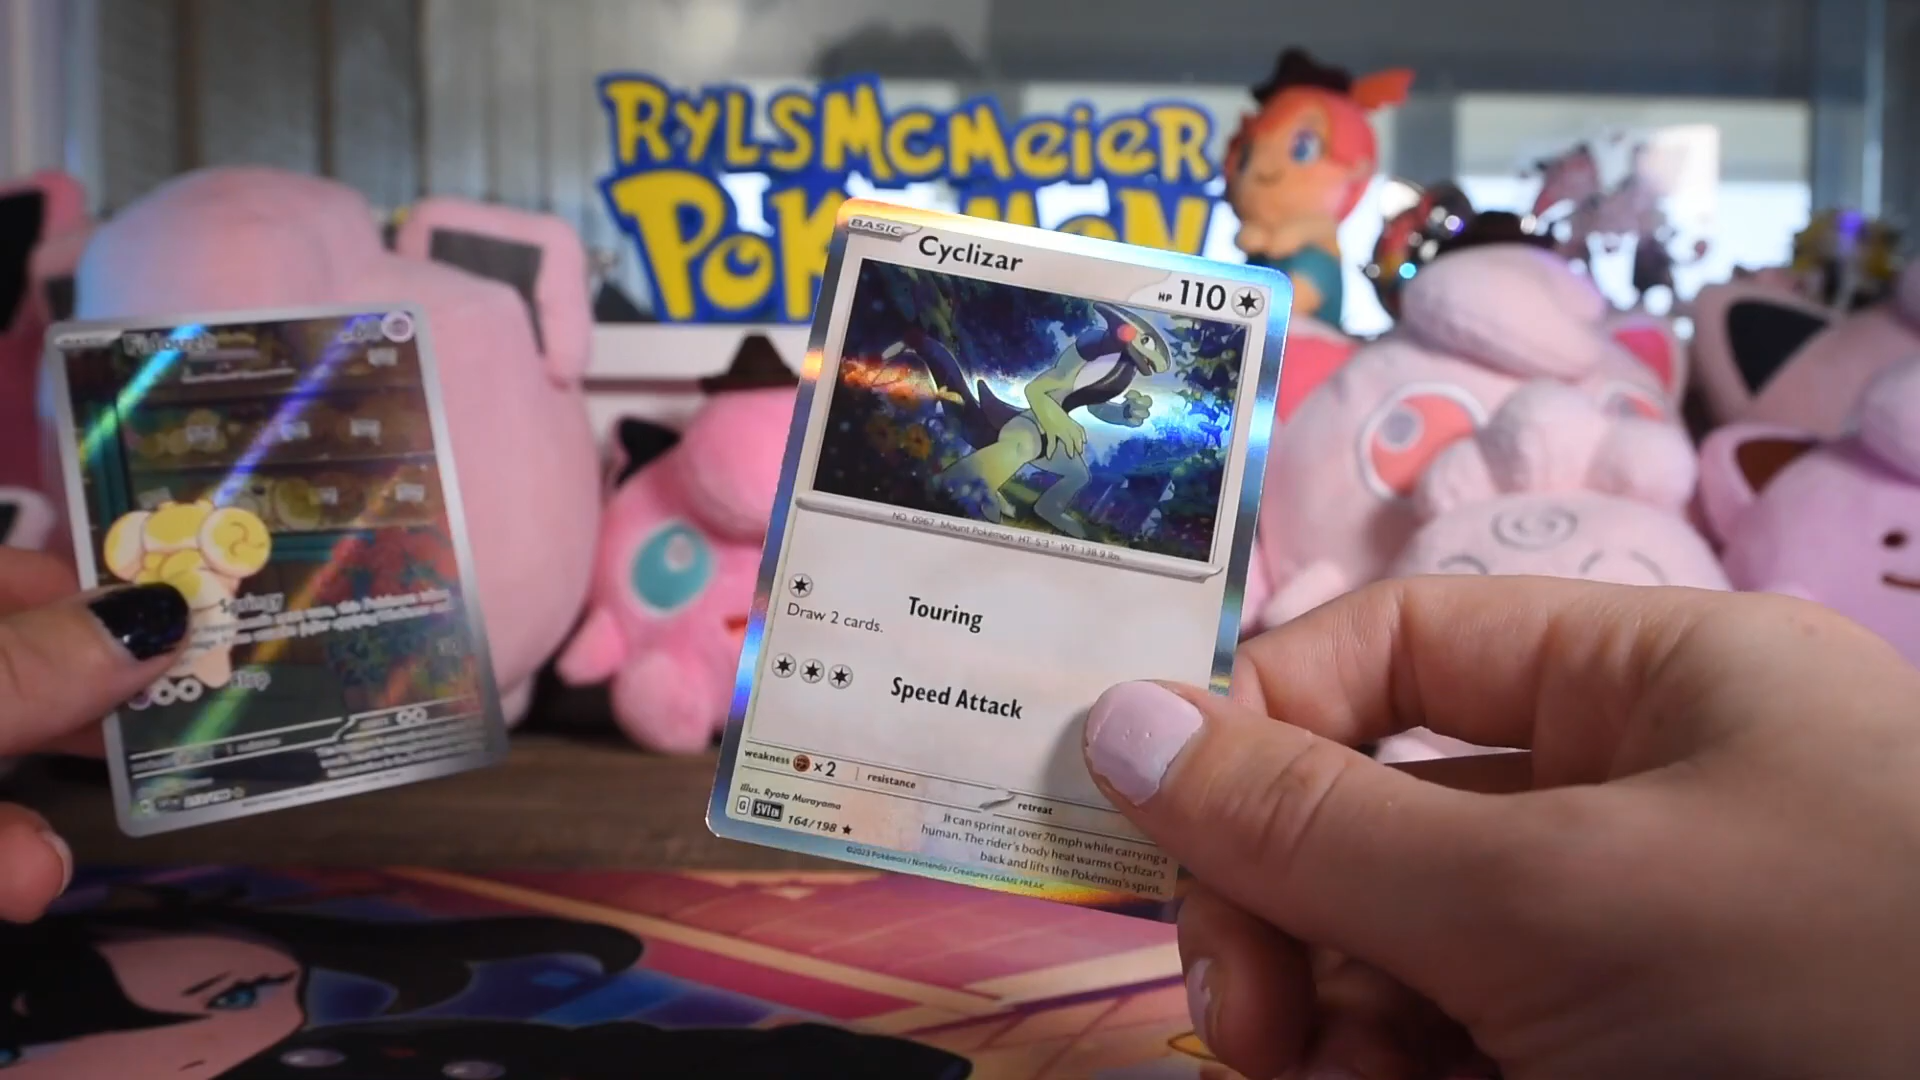 RYLSMCMEIER
POKÉMON
BASIC
Cyclizar
HP 110
NO. 0967 Mount Pokémon HT: 5'3" WT: 138.9 lbs.
Touring
Draw 2 cards.
Speed Attack
weakness ×2 resistance
retreat
Illus. Ryota Murayama
G SVI EN 164/198 ★
It can sprint at over 70 mph while carrying a
human. The rider's body heat warms Cyclizar's
back and lifts the Pokémon's spirit.
©2023 Pokémon / Nintendo / Creatures / GAME FREAK
Fidough